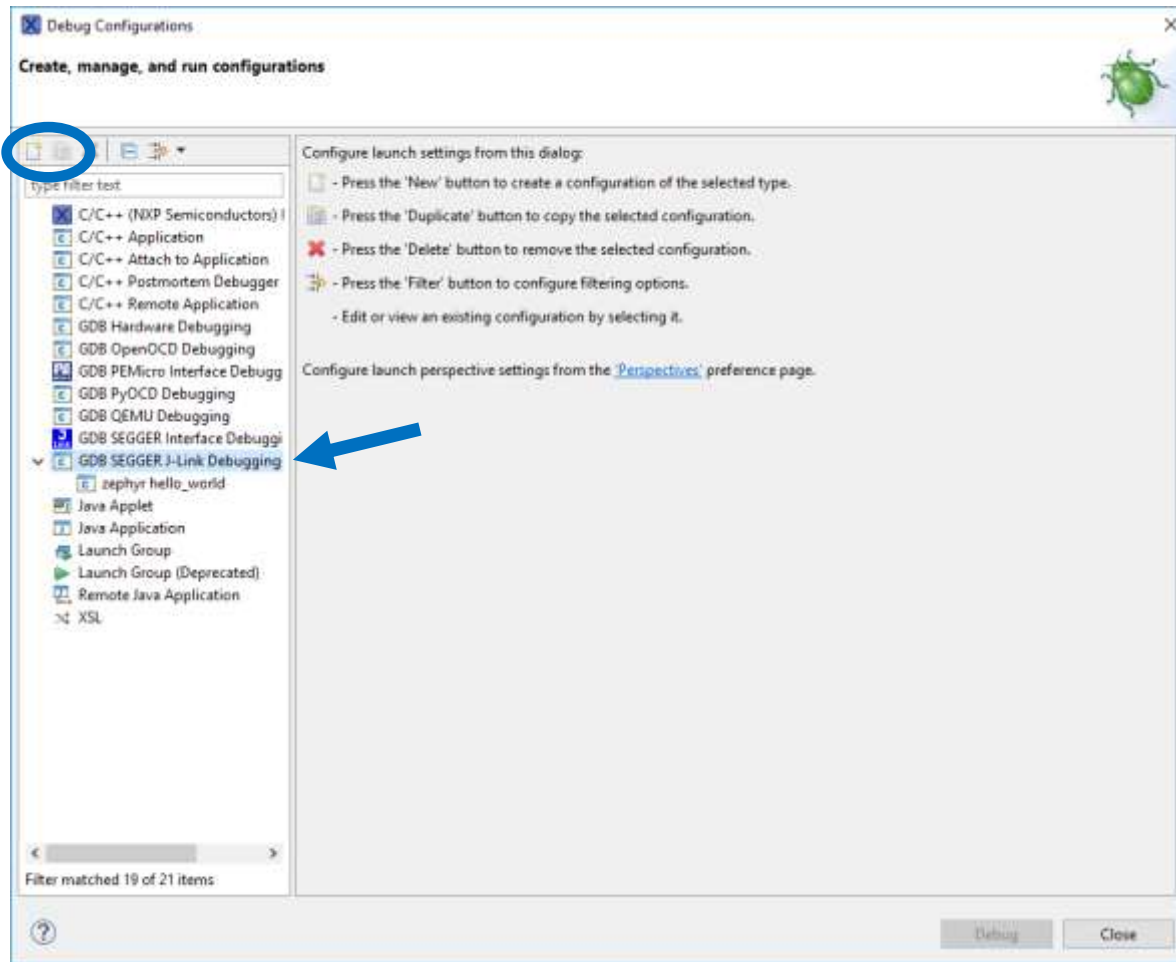 Debug Configurations
Create, manage, and run configurations
type filter text
C/C++ (NXP Semiconductors) I
C/C++ Application
C/C++ Attach to Application
C/C++ Postmortem Debugger
C/C++ Remote Application
GDB Hardware Debugging
GDB OpenOCD Debugging
GDB PEMicro Interface Debugg
GDB PyOCD Debugging
GDB QEMU Debugging
GDB SEGGER Interface Debuggi
GDB SEGGER J-Link Debugging
zephyr hello_world
Java Applet
Java Application
Launch Group
Launch Group (Deprecated)
Remote Java Application
XSL
Filter matched 19 of 21 items
Configure launch settings from this dialog:
- Press the 'New' button to create a configuration of the selected type.
- Press the 'Duplicate' button to copy the selected configuration.
- Press the 'Delete' button to remove the selected configuration.
- Press the 'Filter' button to configure filtering options.
- Edit or view an existing configuration by selecting it.
Configure launch perspective settings from the 'Perspectives' preference page.
Debug
Close